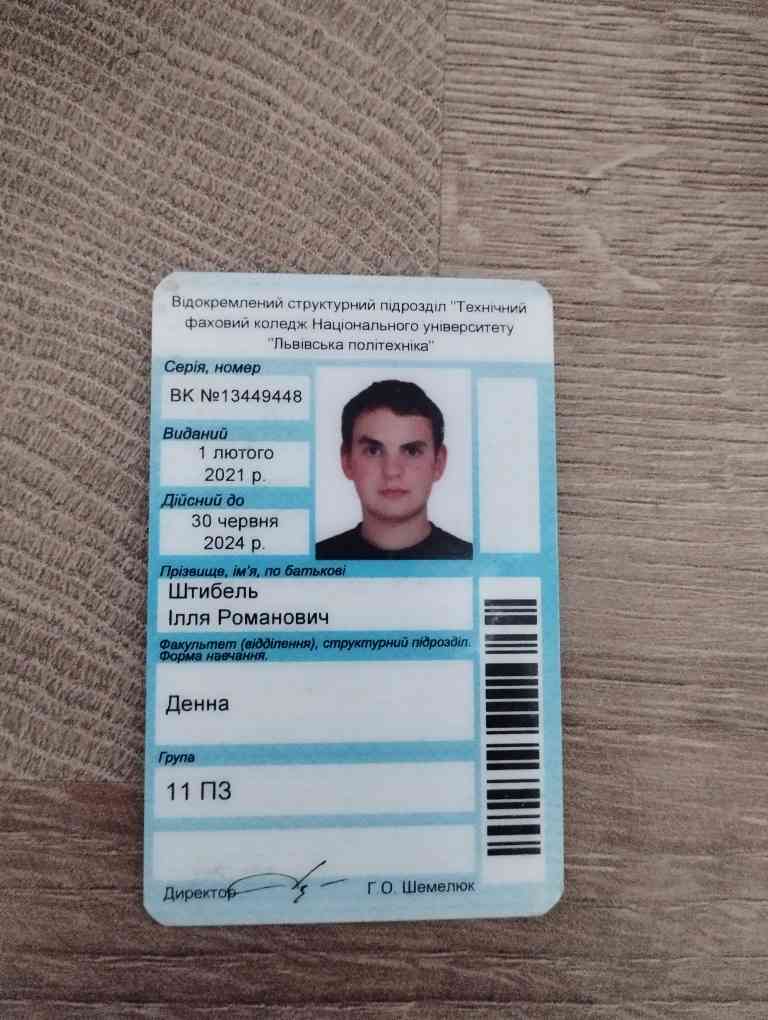 Відокремлений структурний підрозділ "Технічний
фаховий коледж Національного університету
"Львівська політехніка"
Серія, номер
ВК №13449448
Виданий
1 лютого
2021 р.
Дійсний до
30 червня
2024 р.
Прізвище, ім'я, по батькові
Штибель
Ілля Романович
Факультет (відділення), структурний підрозділ.
Форма навчання.
Денна
Група
11 ПЗ
Директор
Г.О. Шемелюк